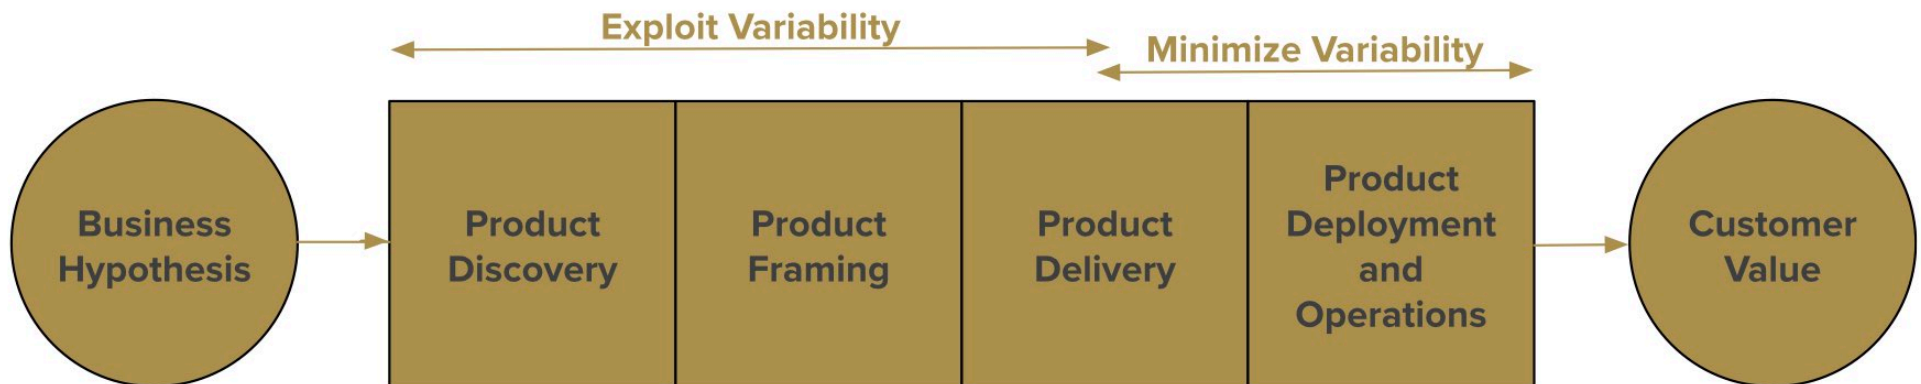 Exploit Variability
Minimize Variability
Business
Hypothesis
Product
Discovery
Product
Framing
Product
Delivery
Product
Deployment
and
Operations
Customer
Value